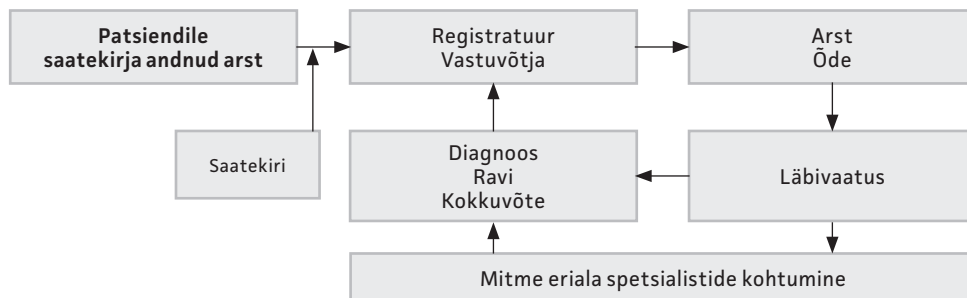 Patsiendile
saatekirja andnud arst
Registratuur
Vastuvõtja
Arst
Õde
Saatekiri
Diagnoos
Ravi
Kokkuvõte
Läbivaatus
Mitme eriala spetsialistide kohtumine